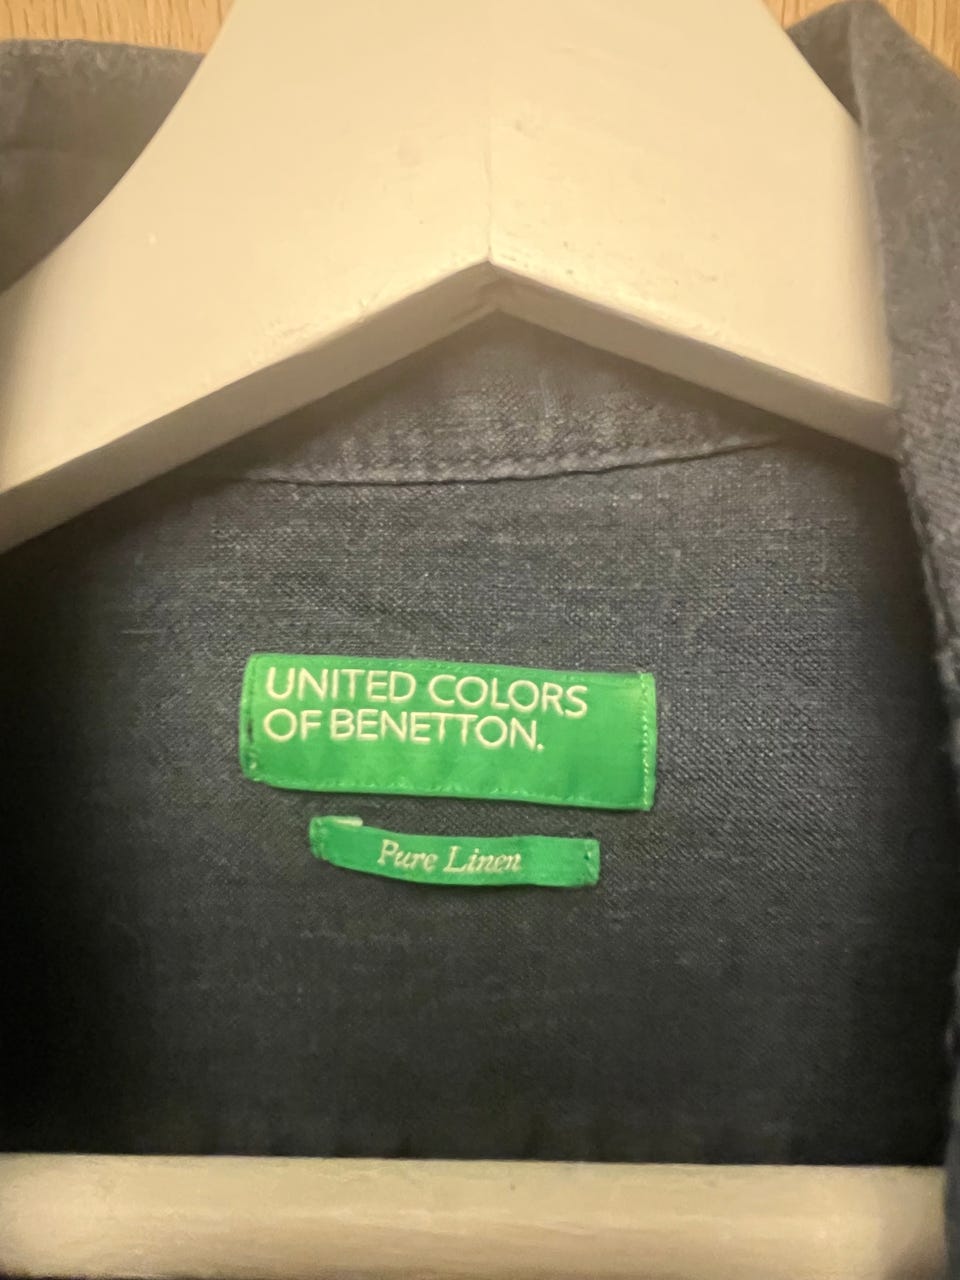 UNITED COLORS
OF BENETTON.
Pure Linen